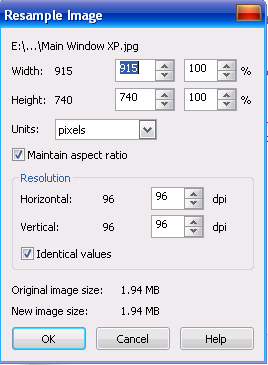 Resample Image
E:\...\Main Window XP.jpg
Width: 915 915 100 %
Height: 740 740 100 %
Units: pixels
Maintain aspect ratio
Resolution
Horizontal: 96 96 dpi
Vertical: 96 96 dpi
Identical values
Original image size: 1.94 MB
New image size: 1.94 MB
OK Cancel Help